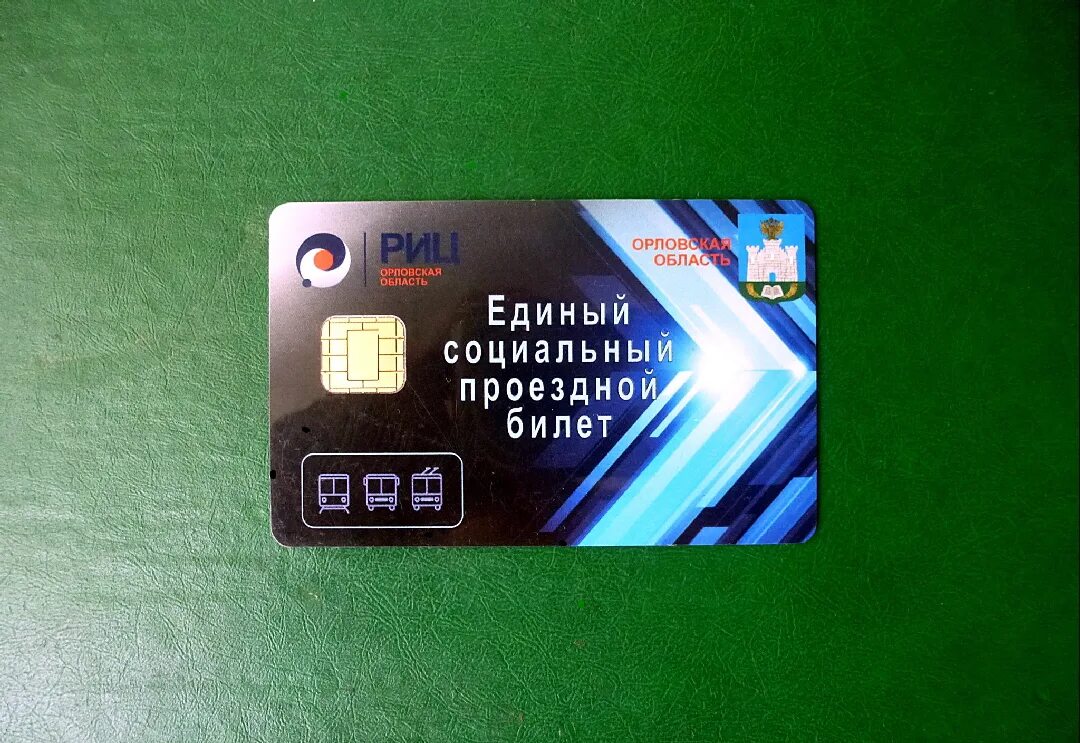 РИЦ
ОРЛОВСКАЯ
ОБЛАСТЬ
ОРЛОВСКАЯ
ОБЛАСТЬ
Единый
социальный
проездной
билет